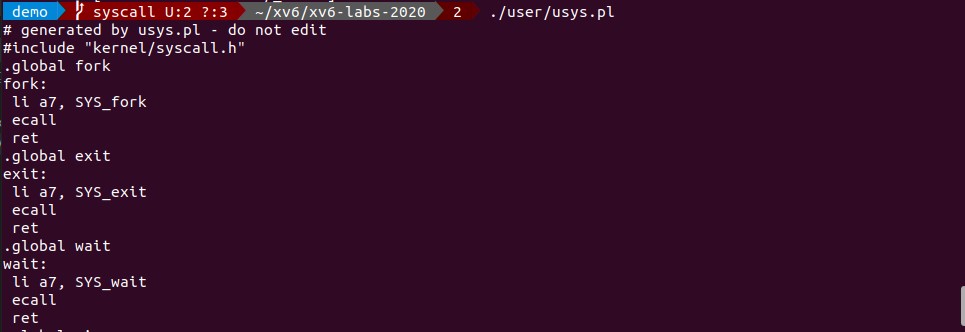 demo syscall U:2 ?:3 ~/xv6/xv6-labs-2020 2 ./user/usys.pl
# generated by usys.pl - do not edit
#include "kernel/syscall.h"
.global fork
fork:
 li a7, SYS_fork
 ecall
 ret
.global exit
exit:
 li a7, SYS_exit
 ecall
 ret
.global wait
wait:
 li a7, SYS_wait
 ecall
 ret